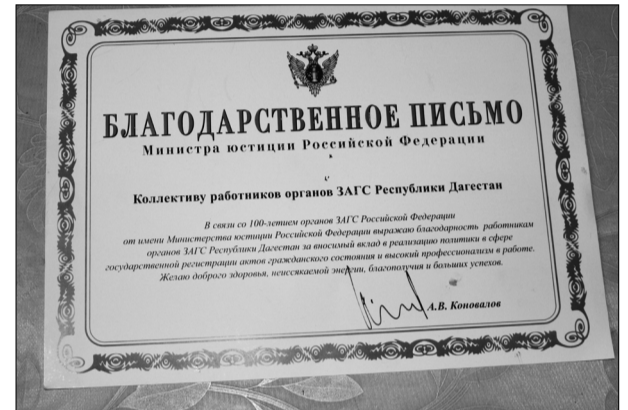 БЛАГОДАРСТВЕННОЕ ПИСЬМО
Министра юстиции Российской Федерации
Коллективу работников органов ЗАГС Республики Дагестан
В связи со 100-летием органов ЗАГС Российской Федерации
от имени Министерства юстиции Российской Федерации выражаю благодарность работникам
органов ЗАГС Республики Дагестан за вносимый вклад в реализацию политики в сфере
государственной регистрации актов гражданского состояния и высокий профессионализм в работе.
Желаю доброго здоровья, неиссякаемой энергии, благополучия и больших успехов.
А.В. Коновалов